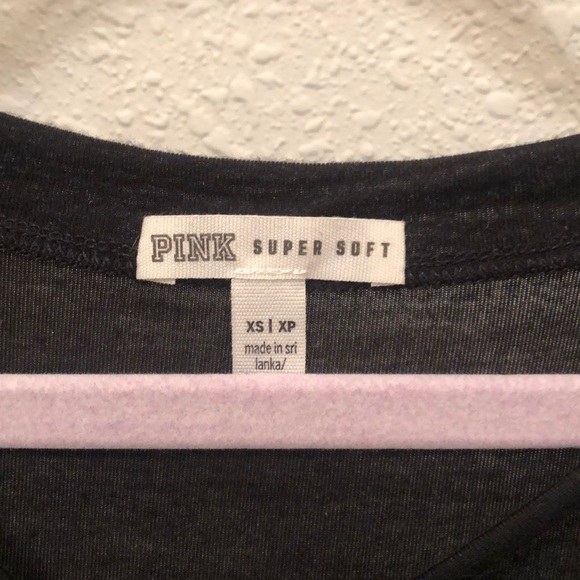 PINK SUPER SOFT
XS | XP
made in sri
lanka/